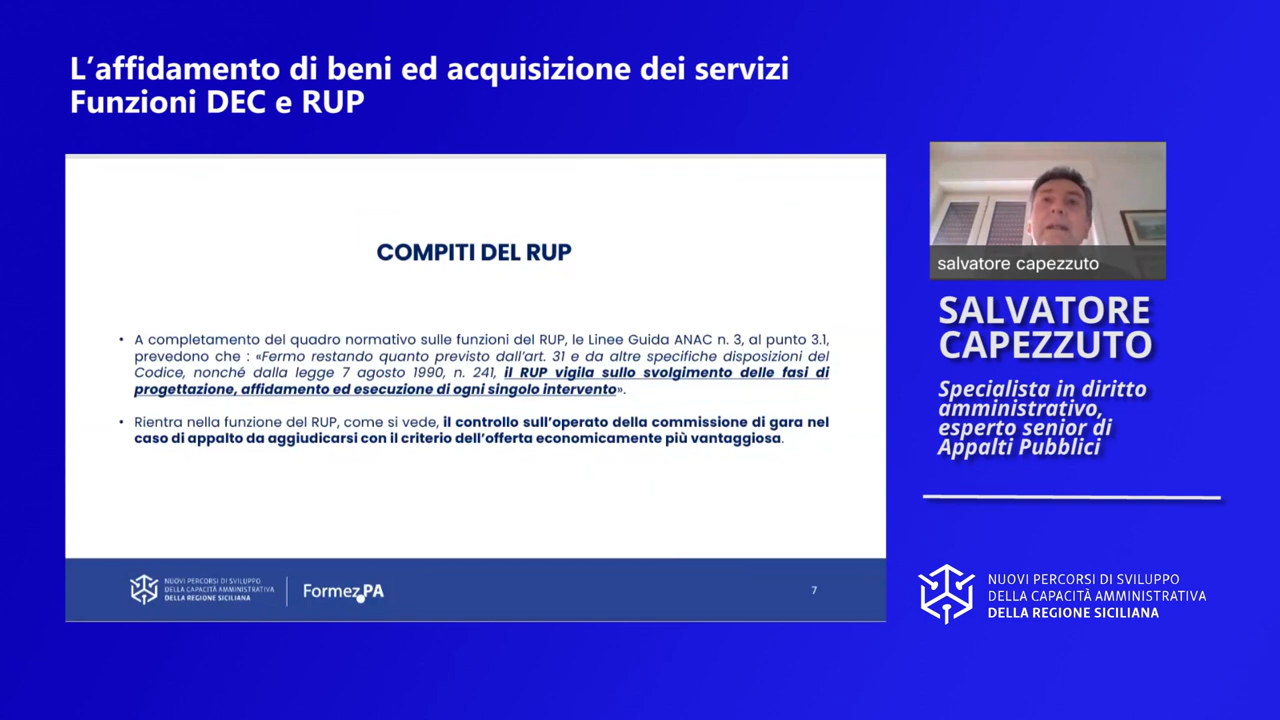 L'affidamento di beni ed acquisizione dei servizi
Funzioni DEC e RUP
COMPITI DEL RUP
• A completamento del quadro normativo sulle funzioni del RUP, le Linee Guida ANAC n. 3, al punto 3.1,
prevedono che : «Fermo restando quanto previsto dall'art. 31 e da altre specifiche disposizioni del
Codice, nonché dalla legge 7 agosto 1990, n. 241, il RUP vigila sullo svolgimento delle fasi di
progettazione, affidamento ed esecuzione di ogni singolo intervento».
• Rientra nella funzione del RUP, come si vede, il controllo sull'operato della commissione di gara nel
caso di appalto da aggiudicarsi con il criterio dell'offerta economicamente più vantaggiosa.
NUOVI PERCORSI DI SVILUPPO
DELLA CAPACITÀ AMMINISTRATIVA
DELLA REGIONE SICILIANA
Formez PA
7
salvatore capezzuto
SALVATORE
CAPEZZUTO
Specialista in diritto
amministrativo,
esperto senior di
Appalti Pubblici
NUOVI PERCORSI DI SVILUPPO
DELLA CAPACITÀ AMMINISTRATIVA
DELLA REGIONE SICILIANA